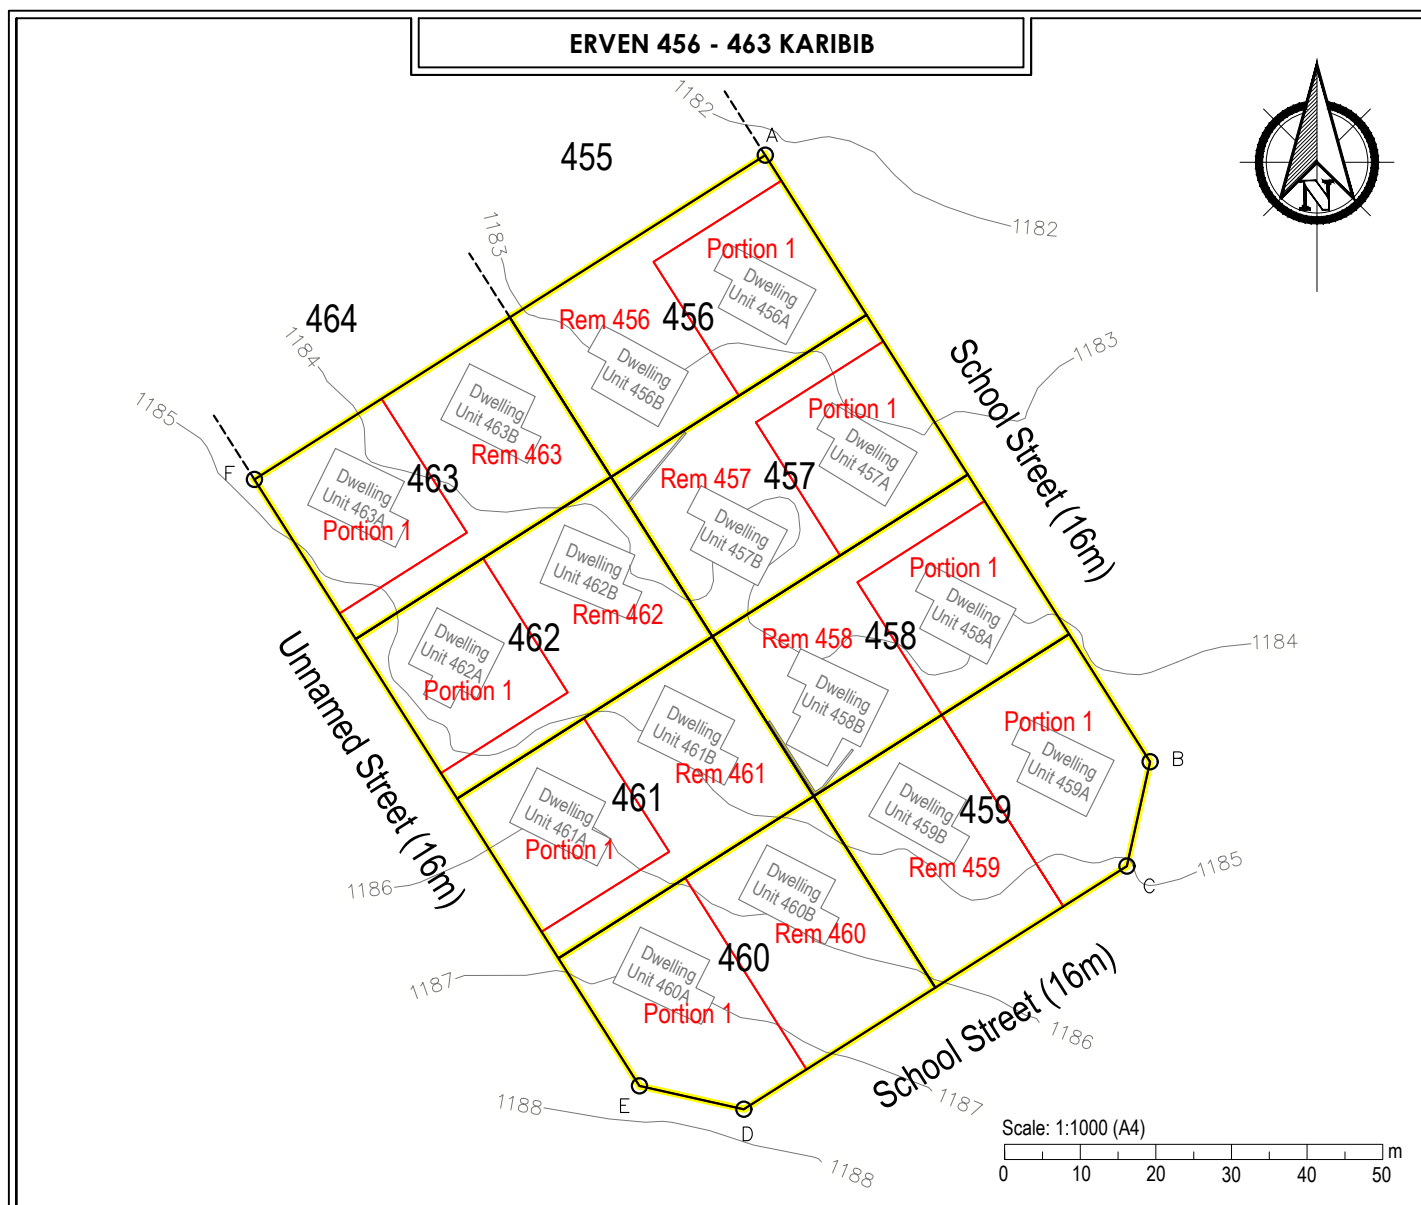 ERVEN 456 - 463 KARIBIB
1182
A
455
N
1182
1183
Portion 1
Dwelling
Unit 456A
464
Rem 456
456
1184
Dwelling
Unit 456B
School Street (16m)
1183
1185
Dwelling
Unit 463B
Rem 463
Portion 1
Dwelling
Unit 457A
F
463
Dwelling
Unit 463A
Portion 1
Rem 457
457
Dwelling
Unit 457B
Dwelling
Unit 462B
Rem 462
Portion 1
Dwelling
Unit 458A
462
Dwelling
Unit 462A
Portion 1
Rem 458
458
1184
Unnamed Street (16m)
Dwelling
Unit 458B
Dwelling
Unit 461B
Rem 461
Portion 1
Dwelling
Unit 459A
B
461
Dwelling
Unit 461A
Portion 1
459
Dwelling
Unit 459B
Rem 459
1186
1185
C
Dwelling
Unit 460B
Rem 460
460
Dwelling
Unit 460A
Portion 1
1187
School Street (16m)
1186
1187
E
D
1188
1188
Scale: 1:1000 (A4)
m
0 10 20 30 40 50